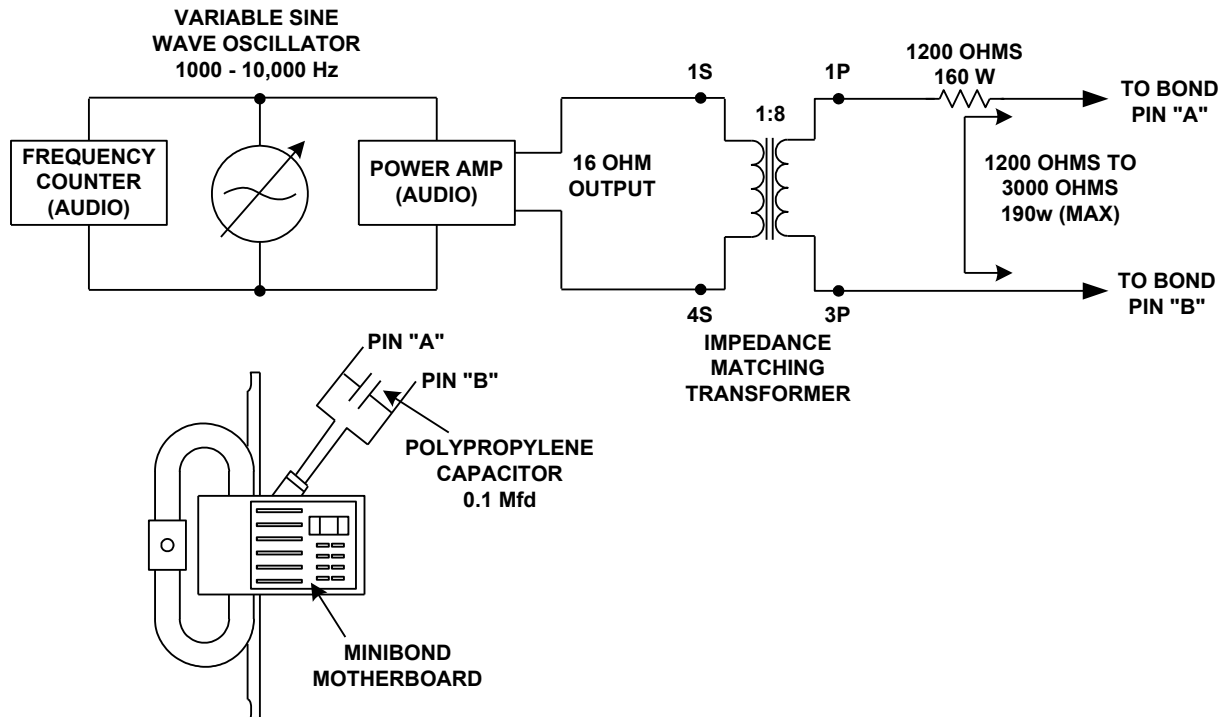 VARIABLE SINE
WAVE OSCILLATOR
1000 - 10,000 Hz
FREQUENCY
COUNTER
(AUDIO)
POWER AMP
(AUDIO)
16 OHM
OUTPUT
1S
4S
1:8
1P
3P
IMPEDANCE
MATCHING
TRANSFORMER
1200 OHMS
160 W
TO BOND
PIN "A"
1200 OHMS TO
3000 OHMS
190w (MAX)
TO BOND
PIN "B"
PIN "A"
PIN "B"
POLYPROPYLENE
CAPACITOR
0.1 Mfd
MINIBOND
MOTHERBOARD